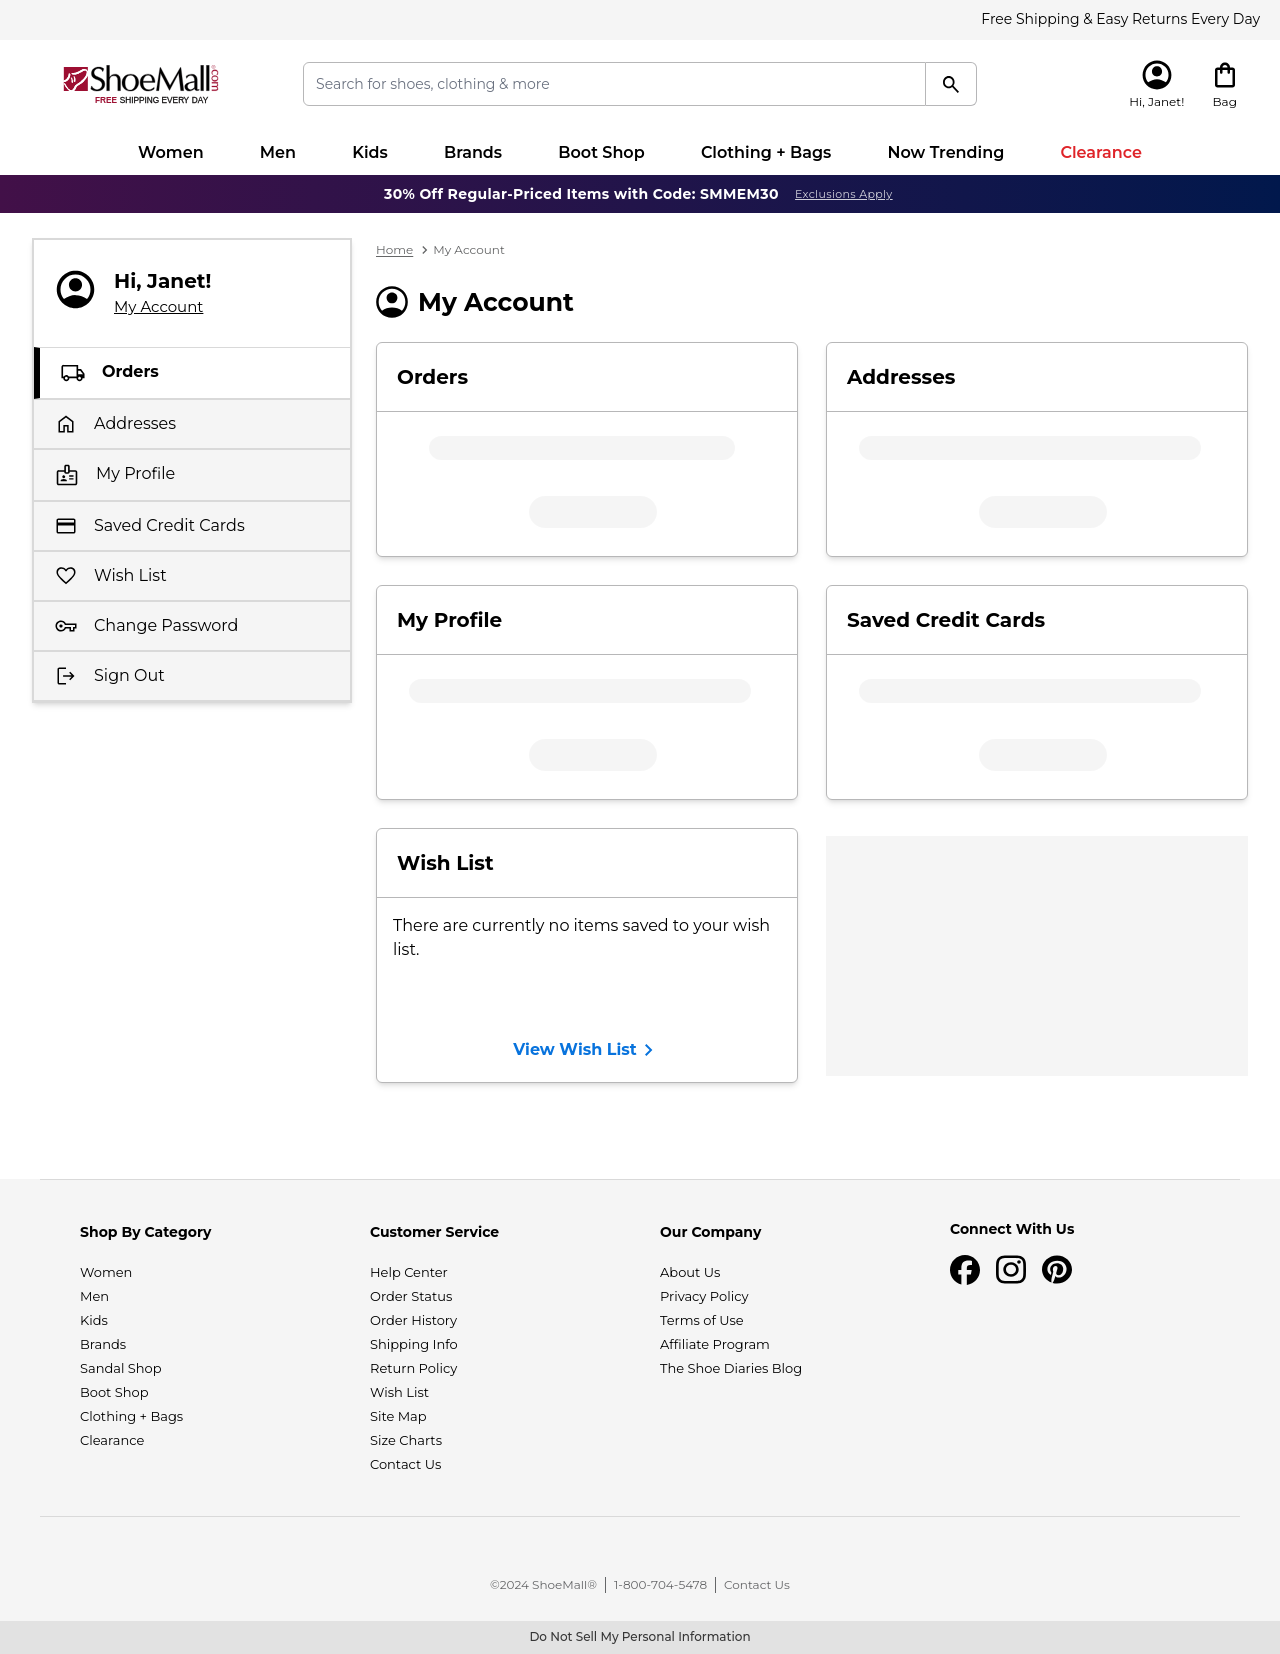 Free Shipping & Easy Returns Every Day
ShoeMall.com
FREE SHIPPING EVERY DAY
Search for shoes, clothing & more
Hi, Janet!
Bag
Women
Men
Kids
Brands
Boot Shop
Clothing + Bags
Now Trending
Clearance
30% Off Regular-Priced Items with Code: SMMEM30 Exclusions Apply
Hi, Janet!
My Account
Orders
Addresses
My Profile
Saved Credit Cards
Wish List
Change Password
Sign Out
Home > My Account
My Account
Orders
Addresses
My Profile
Saved Credit Cards
Wish List
There are currently no items saved to your wish
list.
View Wish List
Shop By Category
Women
Men
Kids
Brands
Sandal Shop
Boot Shop
Clothing + Bags
Clearance
Customer Service
Help Center
Order Status
Order History
Shipping Info
Return Policy
Wish List
Site Map
Size Charts
Contact Us
Our Company
About Us
Privacy Policy
Terms of Use
Affiliate Program
The Shoe Diaries Blog
Connect With Us
©2024 ShoeMall® | 1-800-704-5478 | Contact Us
Do Not Sell My Personal Information